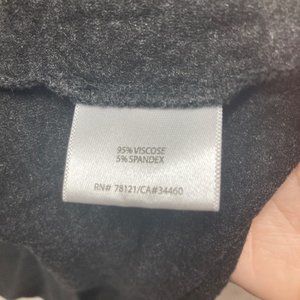 95% VISCOSE
5% SPANDEX
RN# 78121/CA#34460